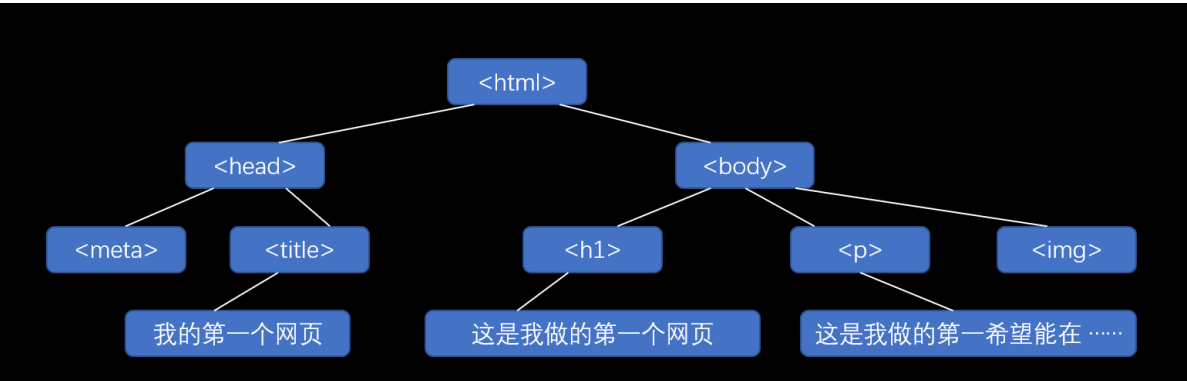 <html>
<head>
<body>
<meta>
<title>
<h1>
<p>
<img>
我的第一个网页
这是我做的第一个网页
这是我做的第一希望能在 ……